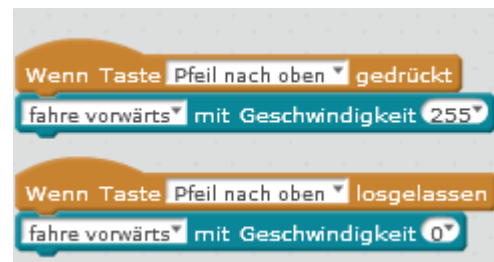 Wenn Taste Pfeil nach oben gedrückt
fahre vorwärts mit Geschwindigkeit 255
Wenn Taste Pfeil nach oben losgelassen
fahre vorwärts mit Geschwindigkeit 0